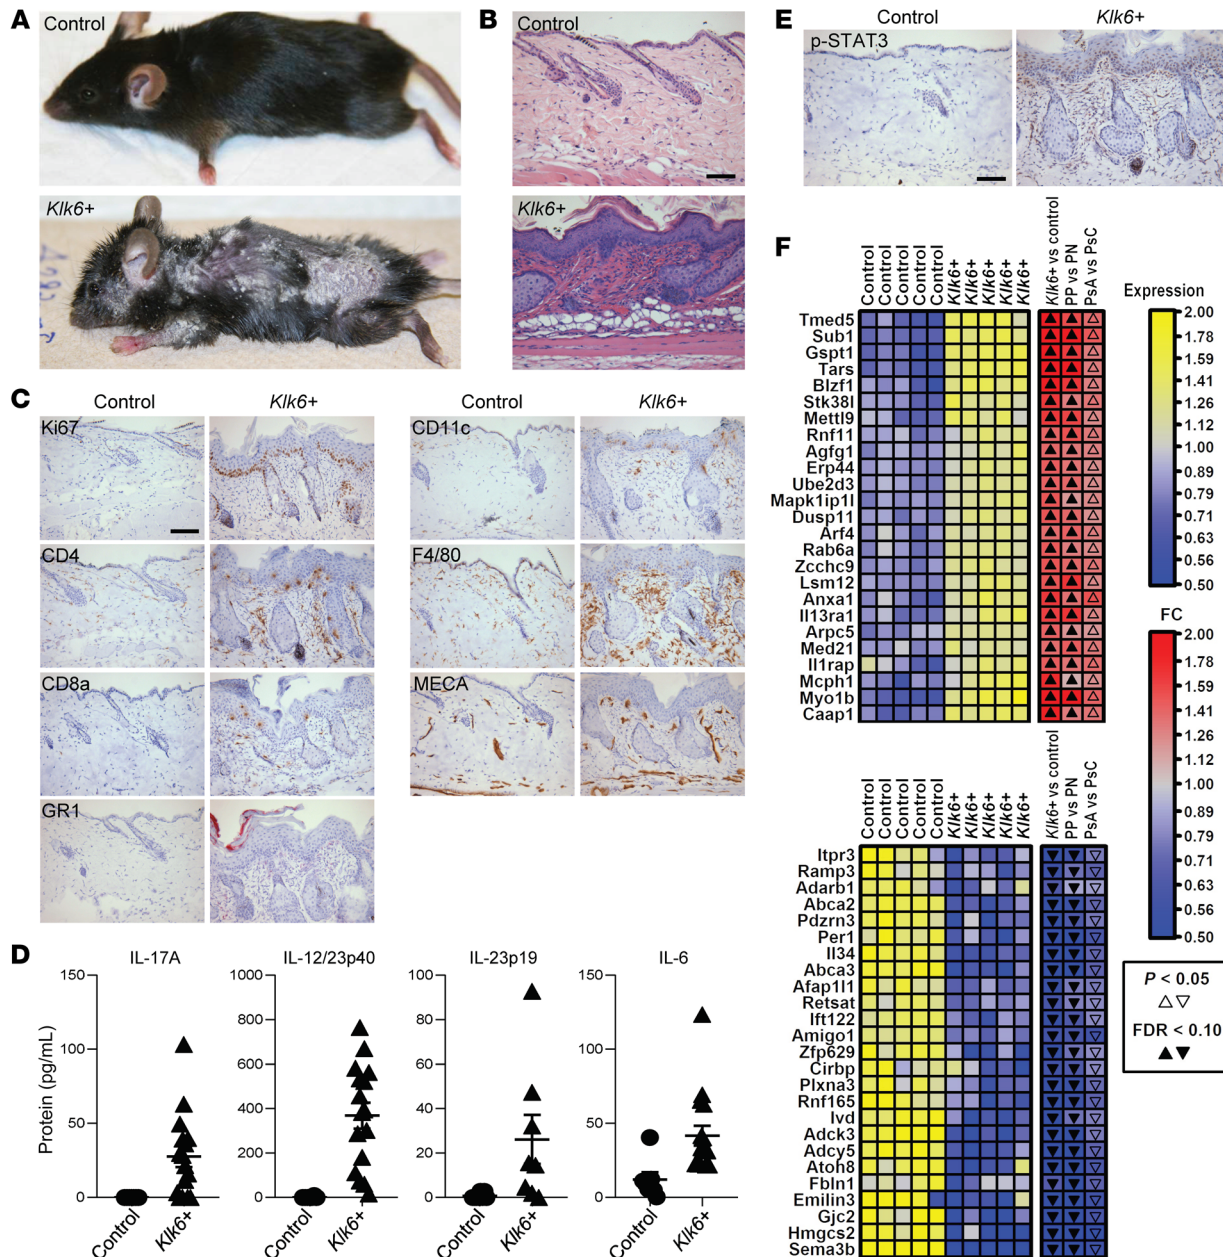 A
Control
Klk6+
B
Control
Klk6+
C
Control
Klk6+
Control
Klk6+
Ki67
CD11c
CD4
F4/80
CD8a
MECA
GR1
D
IL-17A
IL-12/23p40
IL-23p19
IL-6
Protein (pg/mL)
150
100
50
0
1000
800
600
400
200
0
100
80
60
40
20
0
150
100
50
0
Control
Klk6+
Control
Klk6+
Control
Klk6+
Control
Klk6+
E
Control
Klk6+
p-STAT3
F
Control
Control
Control
Control
Control
Klk6+
Klk6+
Klk6+
Klk6+
Klk6+
Klk6+ vs control
PP vs PN
PsA vs PsC
Tmed5
Sub1
Gspt1
Tars
Blzf1
Stk38l
Mettl9
Rnf11
Agfg1
Erp44
Ube2d3
Mapk1ip1l
Dusp11
Arf4
Rab6a
Zcchc9
Lsm12
Anxa1
Il13ra1
Arpc5
Med21
Il1rap
Mcph1
Myo1b
Caap1
Expression
2.00
1.78
1.59
1.41
1.26
1.12
1.00
0.89
0.79
0.71
0.63
0.56
0.50
FC
2.00
1.78
1.59
1.41
1.26
1.12
1.00
0.89
0.79
0.71
0.63
0.56
0.50
Control
Control
Control
Control
Control
Klk6+
Klk6+
Klk6+
Klk6+
Klk6+
Klk6+ vs control
PP vs PN
PsA vs PsC
Itpr3
Ramp3
Adarb1
Abca2
Pdzrn3
Per1
Il34
Abca3
Afap1l1
Retsat
Ift122
Amigo1
Zfp629
Cirbp
Plxna3
Rnf165
Ivd
Adck3
Adcy5
Atoh8
Fbln1
Emilin3
Gjc2
Hmgcs2
Sema3b
P < 0.05
FDR < 0.10